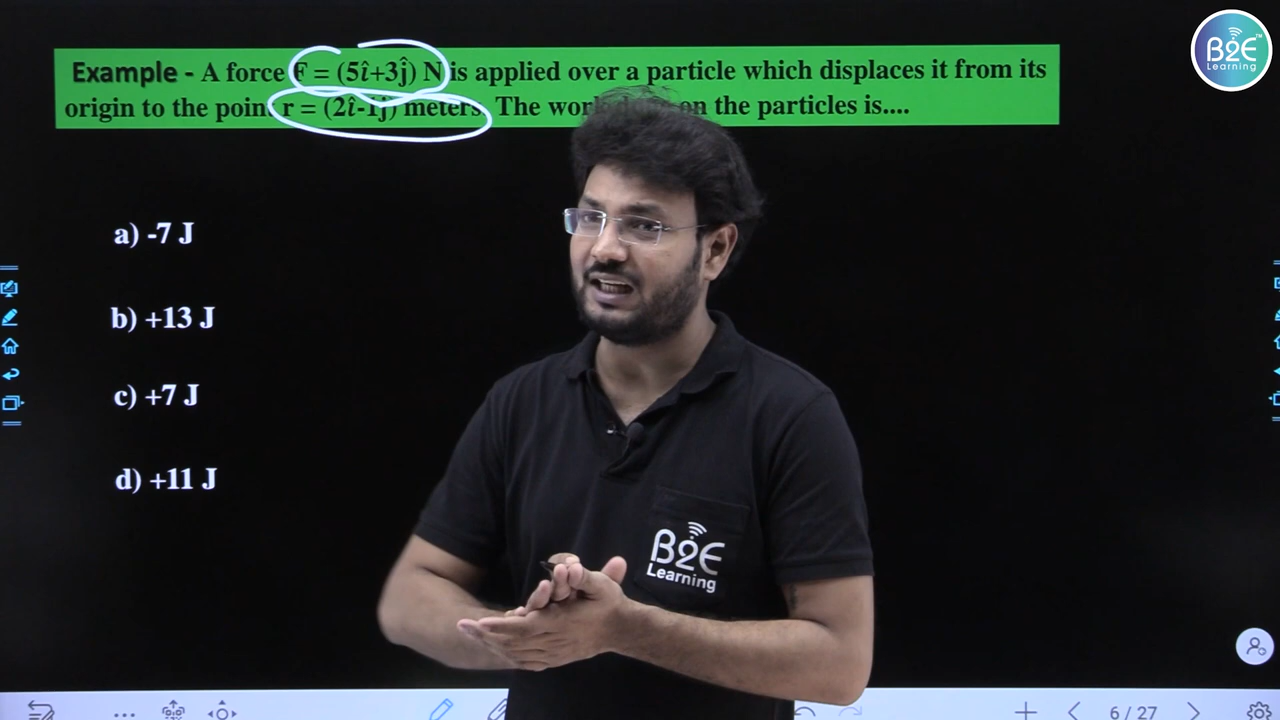 B2E
Learning
Example - A force F = (5î+3ĵ) N is applied over a particle which displaces it from its
origin to the point r = (2î-1ĵ) meters. The work on the particles is....
a) -7 J
b) +13 J
c) +7 J
d) +11 J
B2E
Learning
6 / 27